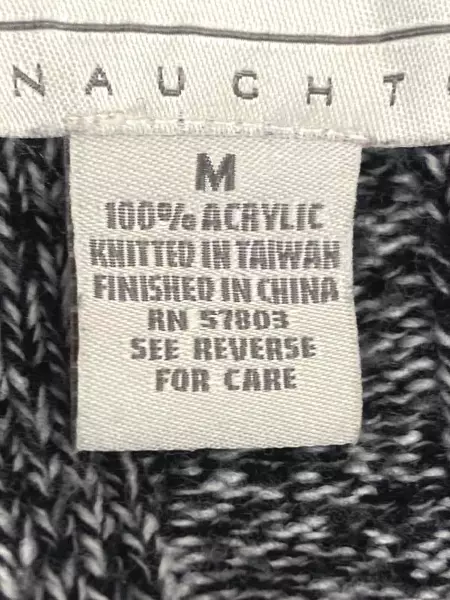 NAUGHT
M
100% ACRYLIC
KNITTED IN TAIWAN
FINISHED IN CHINA
RN 57803
SEE REVERSE
FOR CARE